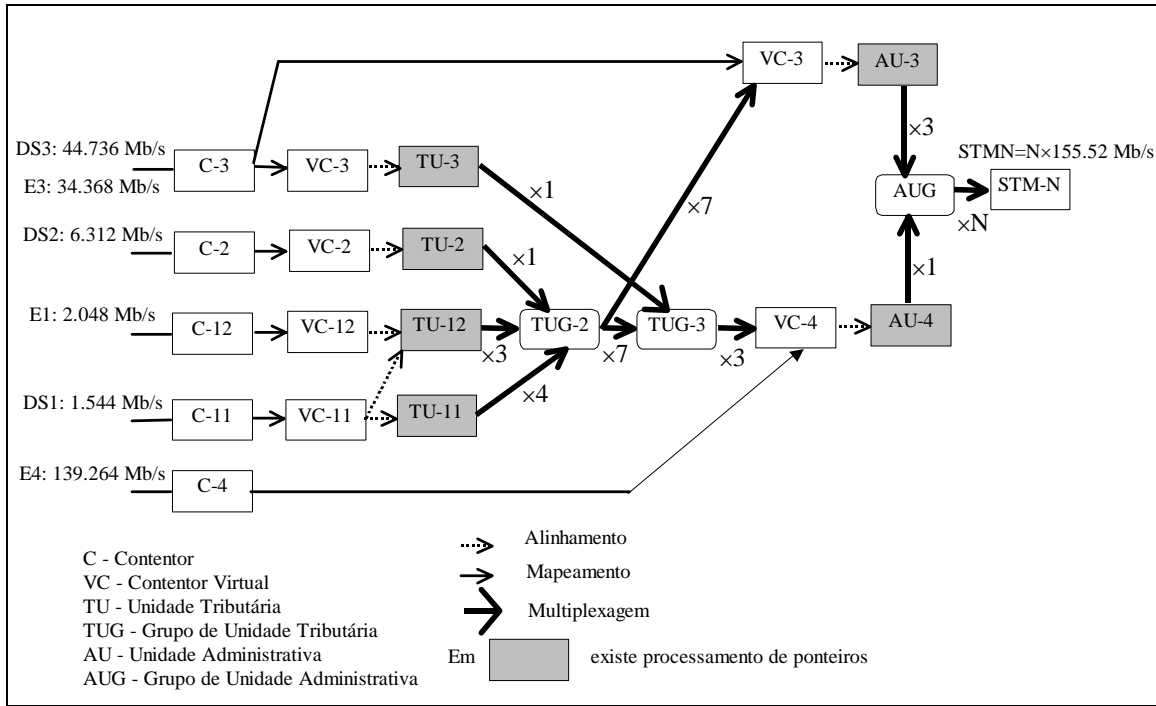 VC-3
AU-3
×3
DS3: 44.736 Mb/s
C-3
VC-3
TU-3
STMN=N×155.52 Mb/s
E3: 34.368 Mb/s
×1
×7
AUG
STM-N
×N
DS2: 6.312 Mb/s
C-2
VC-2
TU-2
×1
×1
E1: 2.048 Mb/s
C-12
VC-12
TU-12
×3
TUG-2
×7
TUG-3
×3
VC-4
AU-4
DS1: 1.544 Mb/s
C-11
VC-11
TU-11
×4
E4: 139.264 Mb/s
C-4
C - Contentor
VC - Contentor Virtual
TU - Unidade Tributária
TUG - Grupo de Unidade Tributária
AU - Unidade Administrativa
AUG - Grupo de Unidade Administrativa
Alinhamento
Mapeamento
Multiplexagem
Em existe processamento de ponteiros